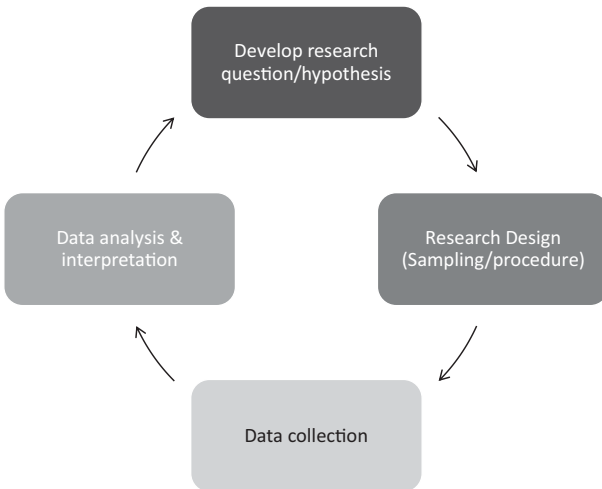 Develop research
question/hypothesis
Research Design
(Sampling/procedure)
Data collection
Data analysis &
interpretation